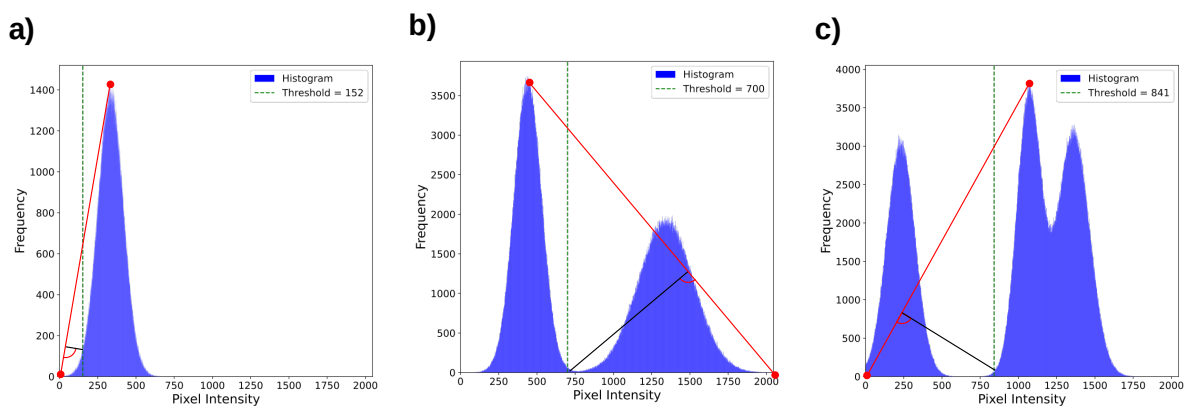 a)
Histogram
Threshold = 152
Frequency
1400
1200
1000
800
600
400
200
0
0 250 500 750 1000 1250 1500 1750 2000
Pixel Intensity
b)
Histogram
Threshold = 700
Frequency
3500
3000
2500
2000
1500
1000
500
0
0 250 500 750 1000 1250 1500 1750 2000
Pixel Intensity
c)
Histogram
Threshold = 841
Frequency
4000
3500
3000
2500
2000
1500
1000
500
0
0 250 500 750 1000 1250 1500 1750 2000
Pixel Intensity